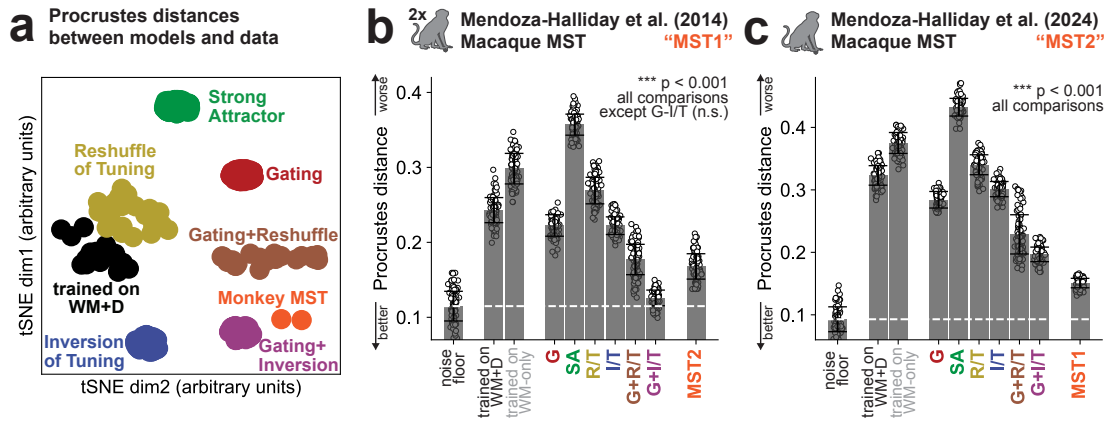 a Procrustes distances
between models and data
tSNE dim1 (arbitrary units)
Strong
Attractor
Reshuffle
of Tuning
Gating
Gating+Reshuffle
trained on
WM+D
Monkey MST
Inversion
of Tuning
Gating+
Inversion
tSNE dim2 (arbitrary units)
b 2x Mendoza-Halliday et al. (2014)
Macaque MST "MST1"
worse
Procrustes distance
better
0.4
0.3
0.2
0.1
*** p < 0.001
all comparisons
except G-I/T (n.s.)
noise
floor
trained on
WM+D
trained on
WM-only
G
SA
R/T
I/T
G+R/T
G+I/T
MST2
c Mendoza-Halliday et al. (2024)
Macaque MST "MST2"
worse
Procrustes distance
better
0.4
0.3
0.2
0.1
*** p < 0.001
all comparisons
noise
floor
trained on
WM+D
trained on
WM-only
G
SA
R/T
I/T
G+R/T
G+I/T
MST1